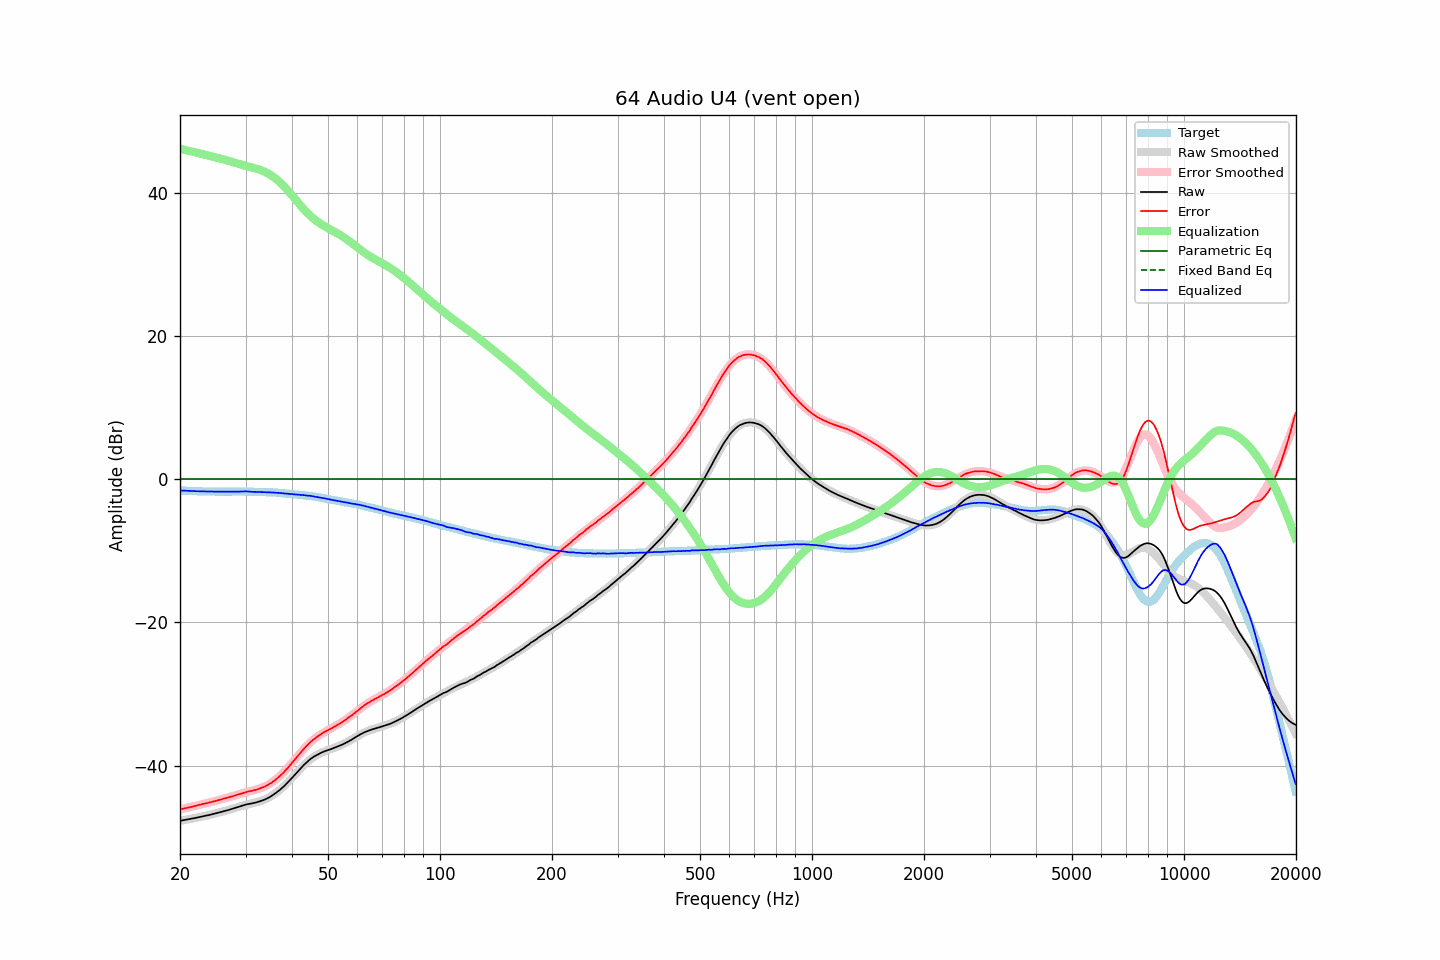 64 Audio U4 (vent open)
Target
Raw Smoothed
Error Smoothed
Raw
Error
Equalization
Parametric Eq
Fixed Band Eq
Equalized
Amplitude (dBr)
40
20
0
−20
−40
20 50 100 200 500 1000 2000 5000 10000 20000
Frequency (Hz)